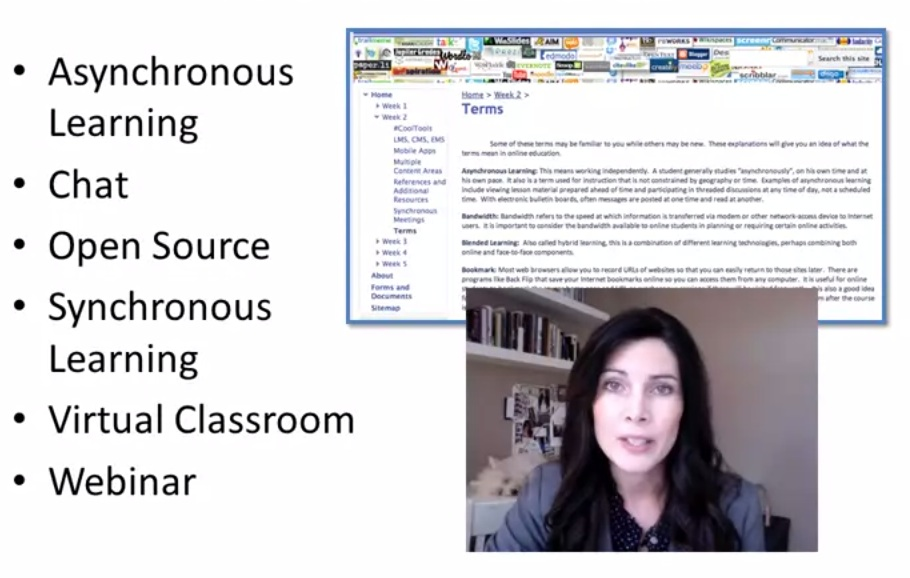 • Asynchronous
Learning
• Chat
• Open Source
• Synchronous
Learning
• Virtual Classroom
• Webinar
Search this site
Home
Week 1
Week 2
#CoolTools
LMS, CMS, EMS
Mobile Apps
Multiple
Content Areas
References and
Additional
Resources
Synchronous
Meetings
Terms
Week 3
Week 4
Week 5
About
Forms and
Documents
Sitemap
Home > Week 2 >
Terms
Some of these terms may be familiar to you while others may be new. These explanations will give you an idea of what the
terms mean in online education.
Asynchronous Learning: This means working independently. A student generally studies "asynchronously", on his own time and at
his own pace. It also is a term used for instruction that is not constrained by geography or time. Examples of asynchronous learning
include viewing lesson material prepared ahead of time and participating in threaded discussions at any time of day, not a scheduled
time. With electronic bulletin boards, often messages are posted at one time and read at another.
Bandwidth: Bandwidth refers to the speed at which information is transferred via modem or other network-access device to Internet
users. It is important to consider the bandwidth available to online students in planning or requiring certain online activities.
Blended Learning: Also called hybrid learning, this is a combination of different learning technologies, perhaps combining both
online and face-to-face components.
Bookmark: Most web browsers allow you to record URLs of websites so that you can easily return to those sites later. There are
programs like Back Flip that save your Internet bookmarks online so you can access them from any computer. It is useful for online
is also a good idea
after the course